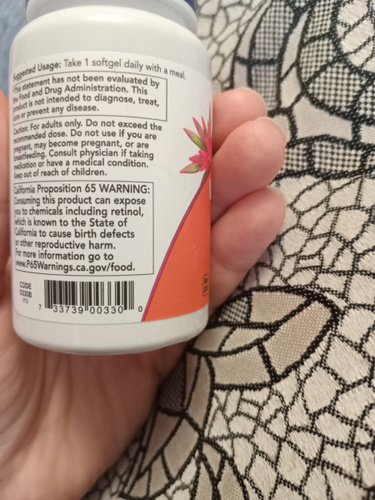 Suggested Usage: Take 1 softgel daily with a meal.
This statement has not been evaluated by
the Food and Drug Administration. This
product is not intended to diagnose, treat,
cure or prevent any disease.
Caution: For adults only. Do not exceed the
recommended dose. Do not use if you are
pregnant, may become pregnant, or are
breastfeeding. Consult physician if taking
medication or have a medical condition.
Keep out of reach of children.
California Proposition 65 WARNING:
Consuming this product can expose
you to chemicals including retinol,
which is known to the State of
California to cause birth defects
or other reproductive harm.
For more information go to
www.P65Warnings.ca.gov/food.
CODE
7 33739 00330 0